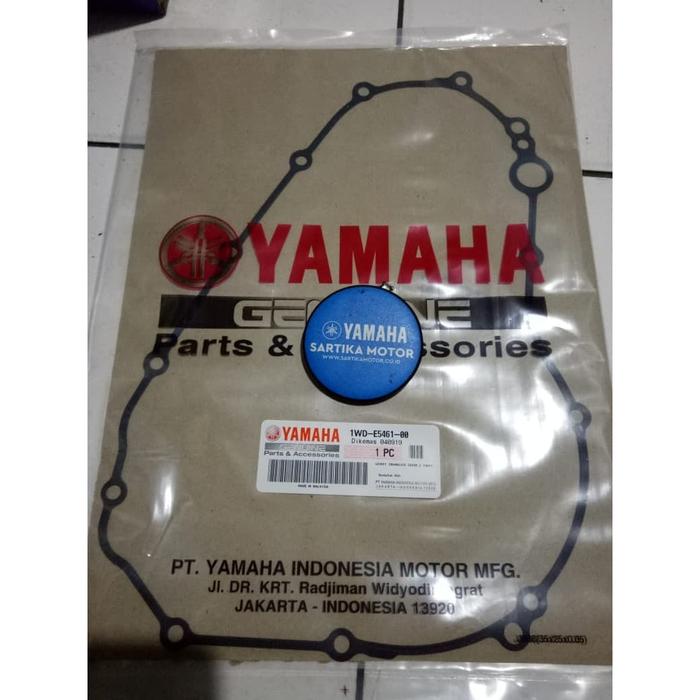 YAMAHA
GENUINE
Parts & Accessories
YAMAHA
SARTIKA MOTOR
WWW.SARTIKAMOTOR.CO.ID
YAMAHA
GENUINE
Parts & Accessories
MADE IN MALAYSIA
1WD-E5461-00
Dikemas 040919
1 PC
PT. YAMAHA INDONESIA MOTOR MFG.
Jl. DR. KRT. Radjiman Widyodiningrat
JAKARTA - INDONESIA 13920